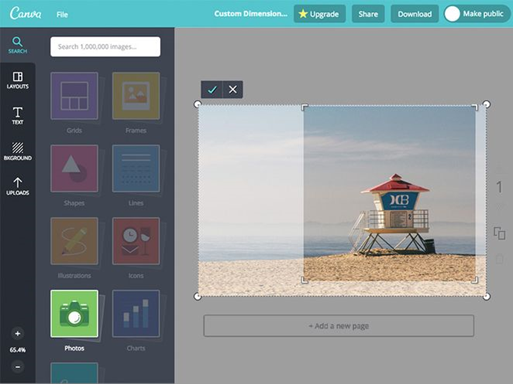 Canva
File
Custom Dimension...
Upgrade
Share
Download
Make public
Search 1,000,000 images...
SEARCH
LAYOUTS
TEXT
BKGROUND
UPLOADS
Grids
Frames
Shapes
Lines
Illustrations
Icons
Photos
Charts
1
+ Add a new page
65.4%